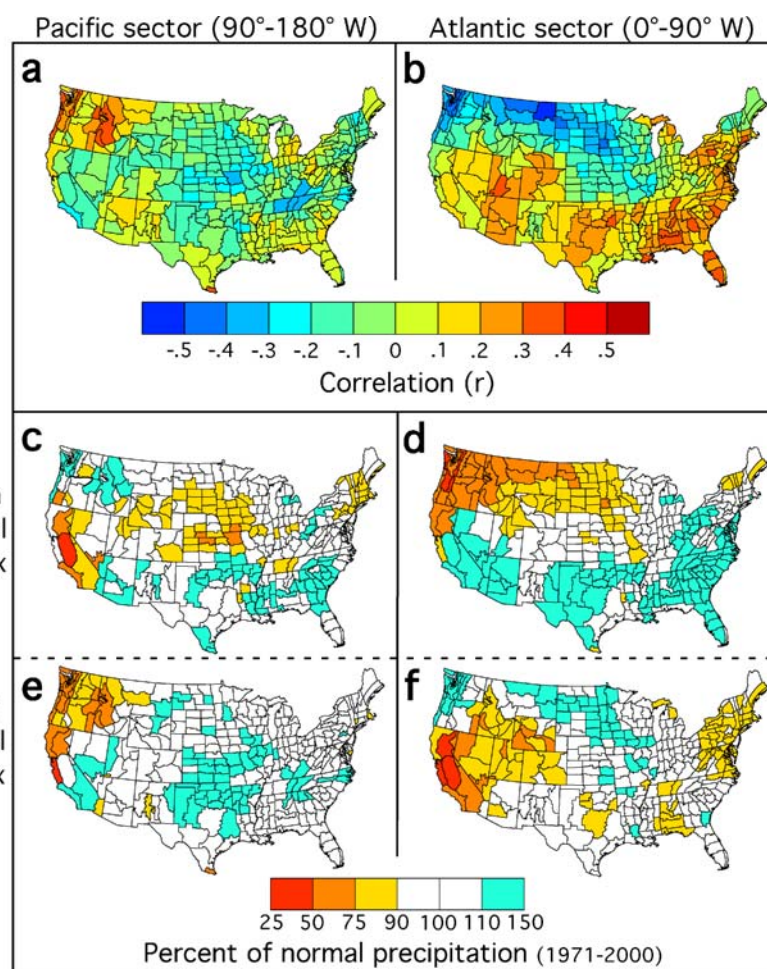 Pacific sector (90°-180° W) Atlantic sector (0°-90° W)
a b
-.5 -.4 -.3 -.2 -.1 0 .1 .2 .3 .4 .5
Correlation (r)
c d
l
x
e f
l
x
25 50 75 90 100 110 150
Percent of normal precipitation (1971-2000)